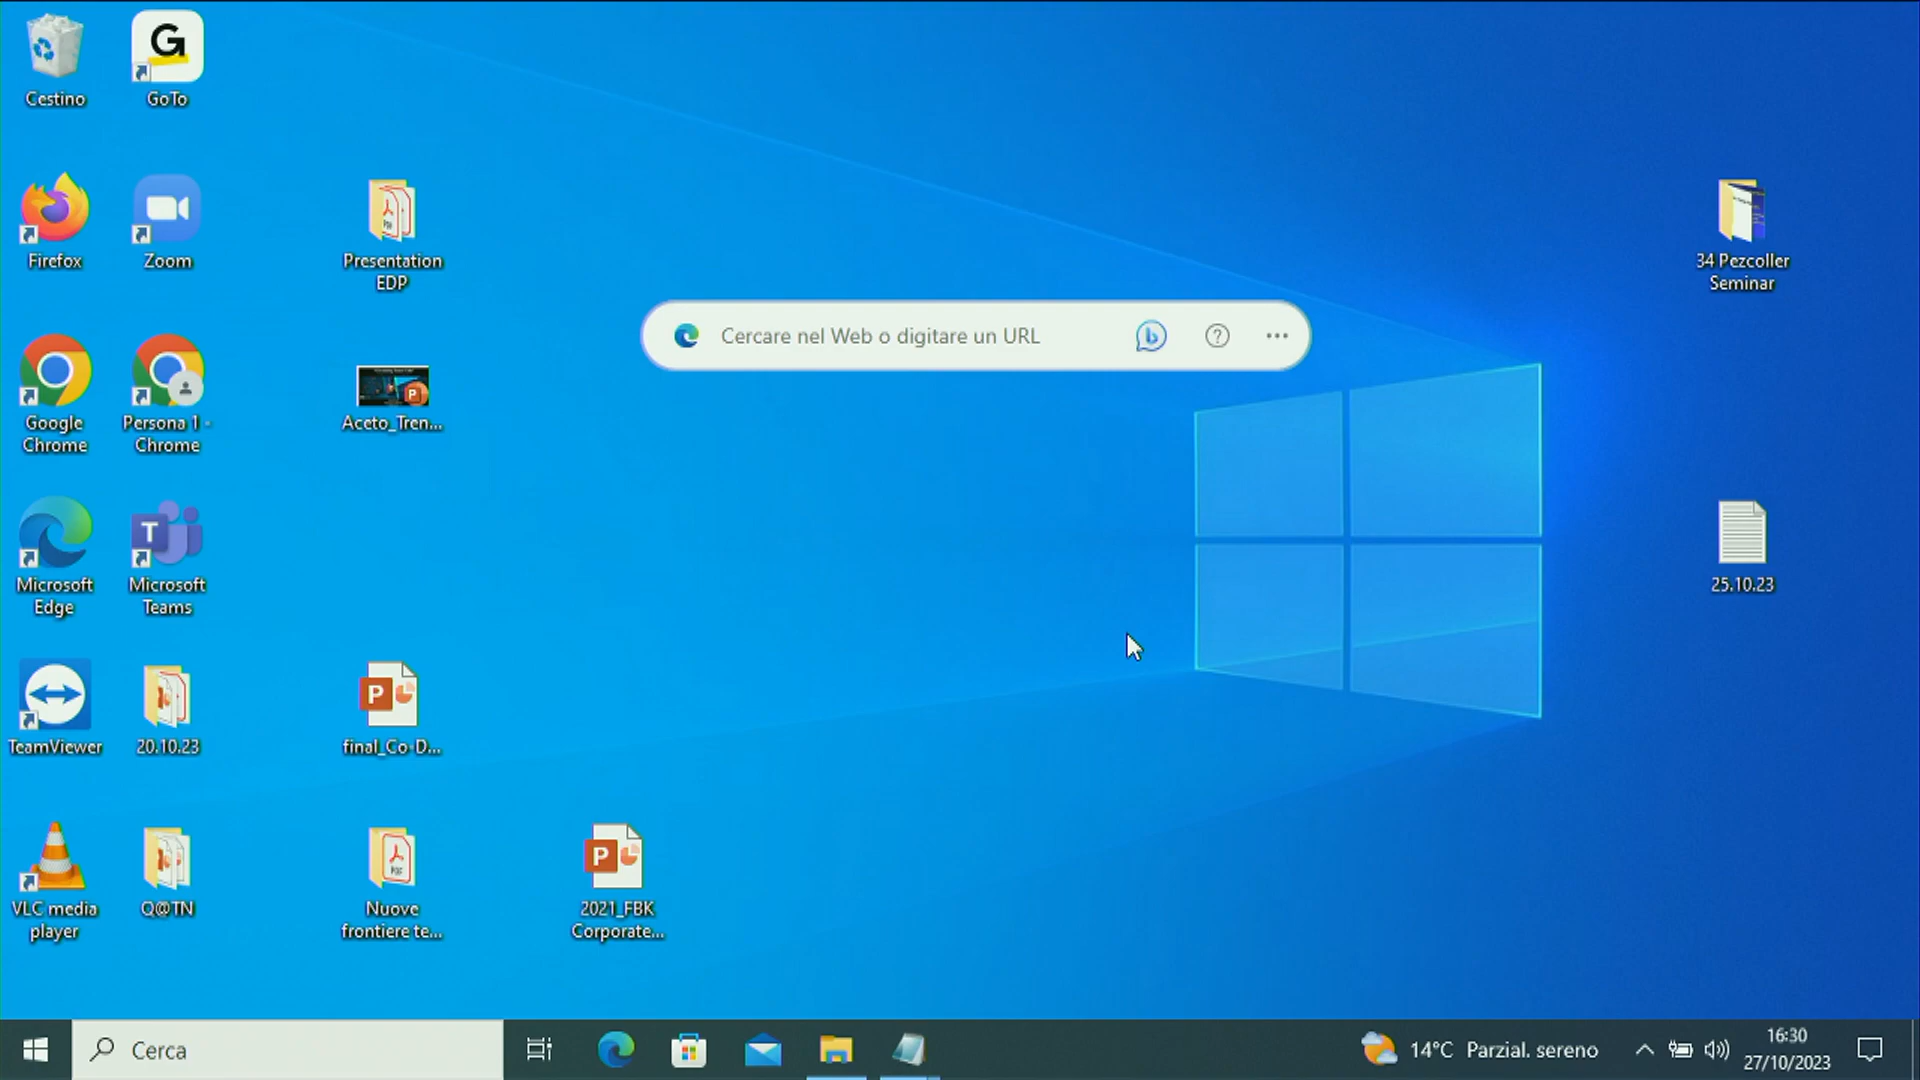 Cestino
GoTo
Firefox
Zoom
Presentation
EDP
34 Pezcoller
Seminar
Cercare nel Web o digitare un URL
Google
Chrome
Persona 1 -
Chrome
Aceto_Tren...
Microsoft
Edge
Microsoft
Teams
25.10.23
TeamViewer
20.10.23
final_Co-D...
VLC media
player
Q@TN
Nuove
frontiere te...
2021_FBK
Corporate...
Cerca
14°C Parzial. sereno
16:30
27/10/2023